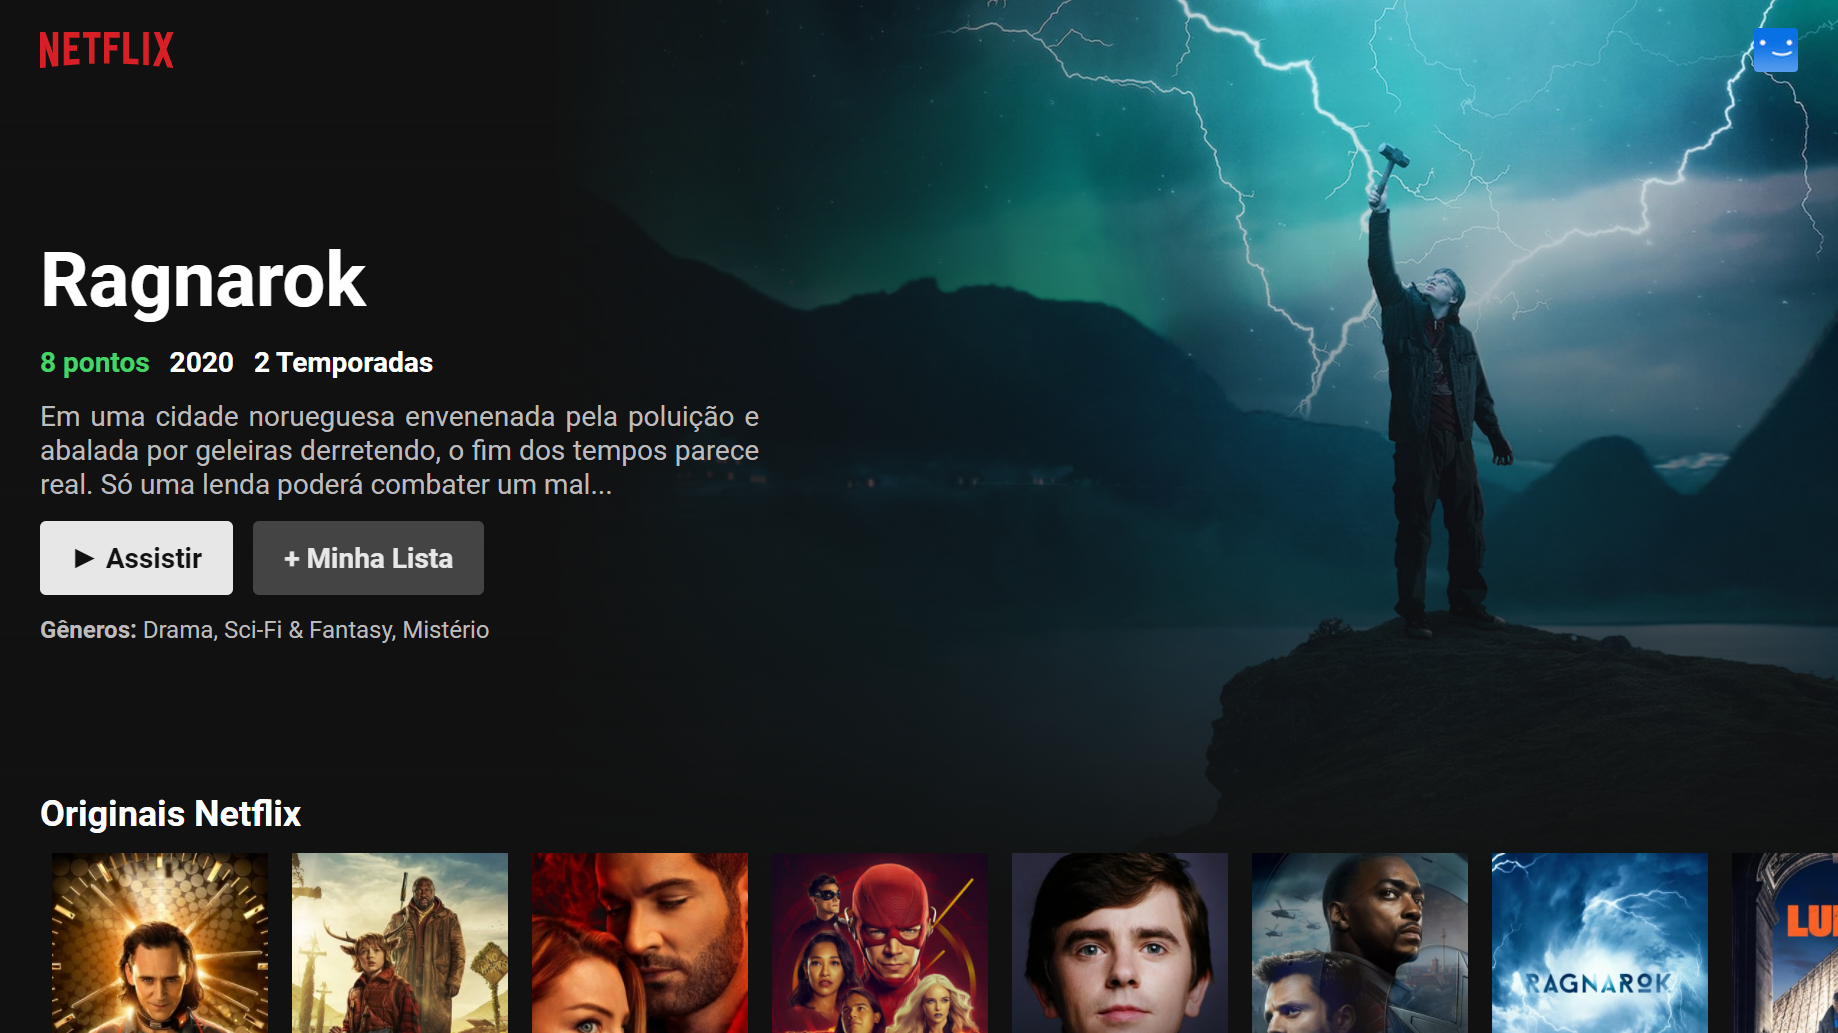 NETFLIX
Ragnarok
8 pontos 2020 2 Temporadas
Em uma cidade norueguesa envenenada pela poluição e
abalada por geleiras derretendo, o fim dos tempos parece
real. Só uma lenda poderá combater um mal...
► Assistir + Minha Lista
Gêneros: Drama, Sci-Fi & Fantasy, Mistério
Originais Netflix
RAGNAROK